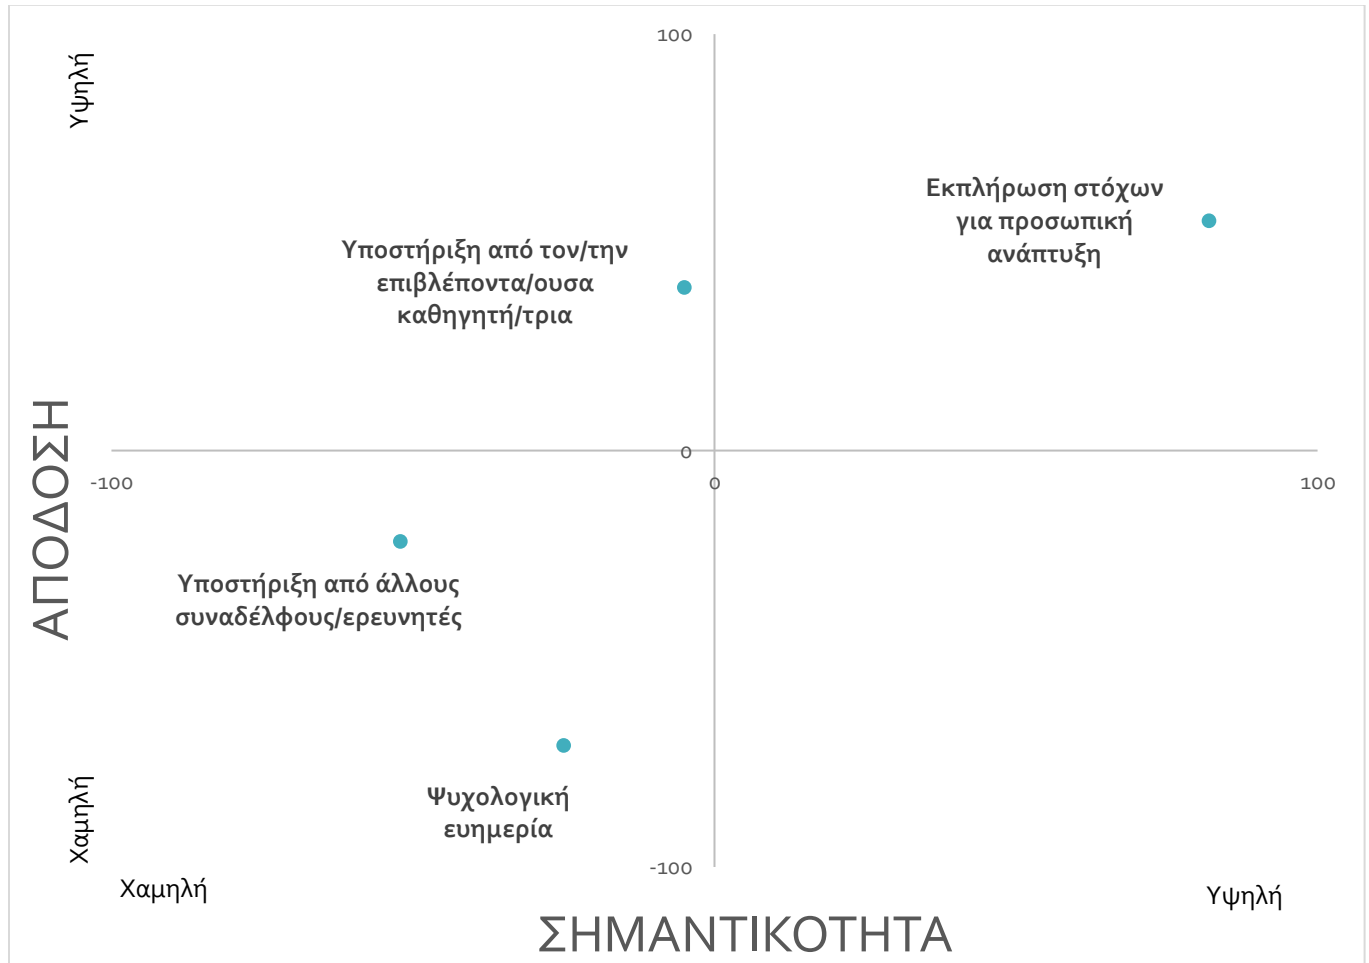 100
Υψηλή
Εκπλήρωση στόχων
για προσωπική
ανάπτυξη
Υποστήριξη από τον/την
επιβλέποντα/ουσα
καθηγητή/τρια
ΑΠΟΔΟΣΗ
0
-100
0
100
Υποστήριξη από άλλους
συναδέλφους/ερευνητές
Ψυχολογική
ευημερία
Χαμηλή
-100
Χαμηλή
Υψηλή
ΣΗΜΑΝΤΙΚΟΤΗΤΑ